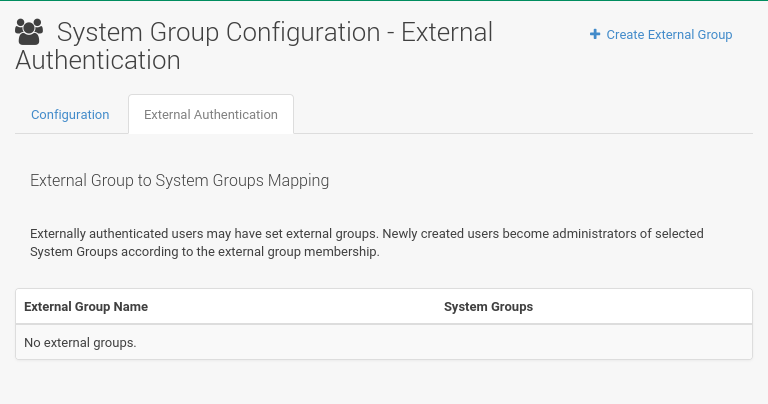 System Group Configuration - External
Authentication
Create External Group
Configuration
External Authentication
External Group to System Groups Mapping
Externally authenticated users may have set external groups. Newly created users become administrators of selected
System Groups according to the external group membership.
External Group Name
System Groups
No external groups.